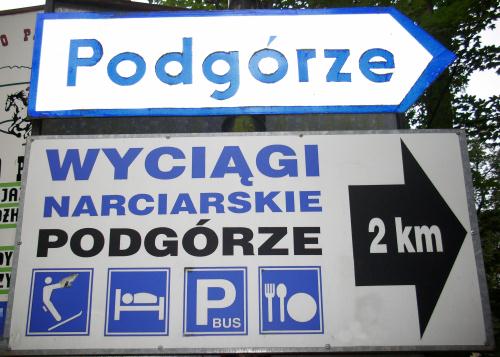 Podgórze
WYCIĄGI
NARCIARSKIE
PODGÓRZE
2 km
P
BUS